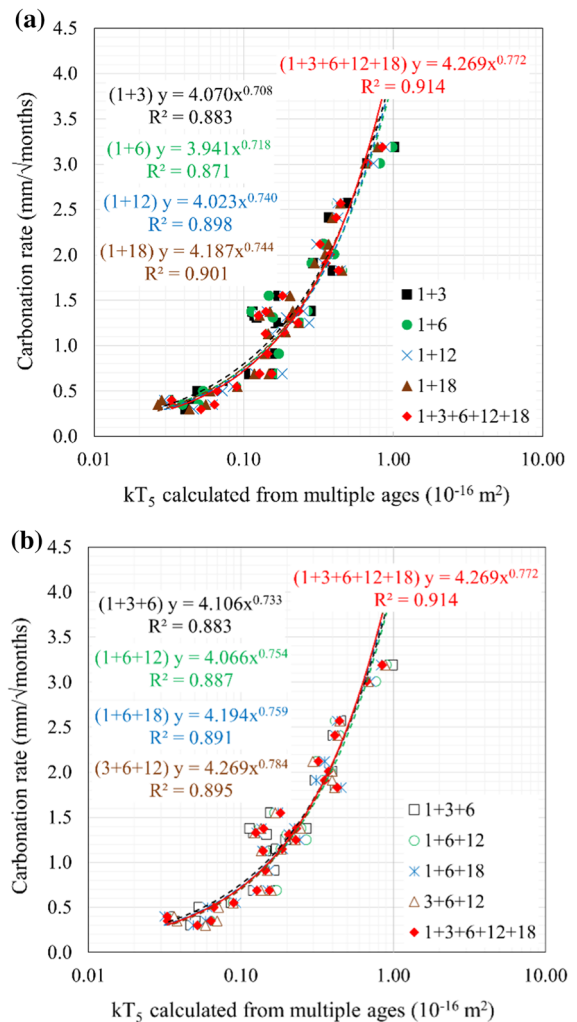 (a)
4.5
4.0
3.5
3.0
2.5
2.0
1.5
1.0
0.5
0.0
Carbonation rate (mm/√months)
(1+3+6+12+18) y = 4.269x^0.772
R² = 0.914
(1+3) y = 4.070x^0.708
R² = 0.883
(1+6) y = 3.941x^0.718
R² = 0.871
(1+12) y = 4.023x^0.740
R² = 0.898
(1+18) y = 4.187x^0.744
R² = 0.901
1+3
1+6
1+12
1+18
1+3+6+12+18
0.01 0.10 1.00 10.00
kT₅ calculated from multiple ages (10⁻¹⁶ m²)
(b)
4.5
4.0
3.5
3.0
2.5
2.0
1.5
1.0
0.5
0.0
Carbonation rate (mm/√months)
(1+3+6+12+18) y = 4.269x^0.772
R² = 0.914
(1+3+6) y = 4.106x^0.733
R² = 0.883
(1+6+12) y = 4.066x^0.754
R² = 0.887
(1+6+18) y = 4.194x^0.759
R² = 0.891
(3+6+12) y = 4.269x^0.784
R² = 0.895
1+3+6
1+6+12
1+6+18
3+6+12
1+3+6+12+18
0.01 0.10 1.00 10.00
kT₅ calculated from multiple ages (10⁻¹⁶ m²)